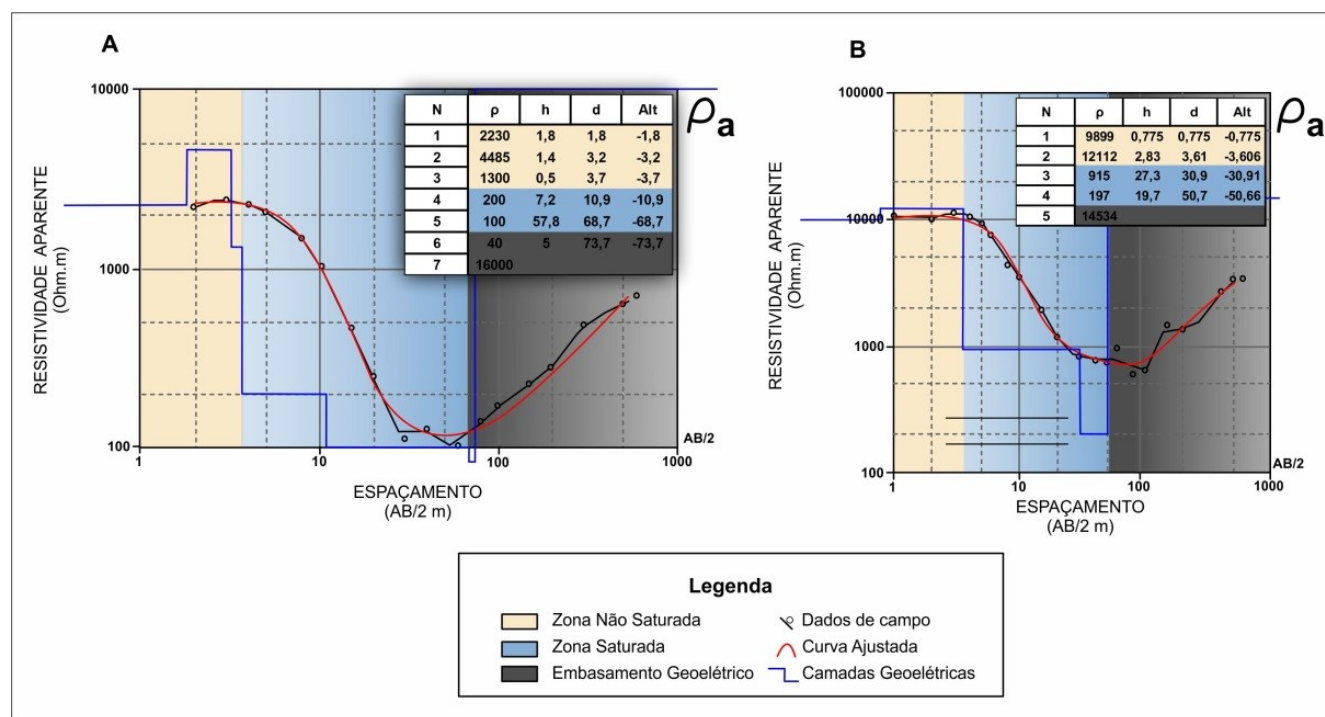 A
10000
1000
100
RESISTIVIDADE APARENTE
(Ohm.m)
N ρ h d Alt
1 2230 1,8 1,8 -1,8
2 4485 1,4 3,2 -3,2
3 1300 0,5 3,7 -3,7
4 200 7,2 10,9 -10,9
5 100 57,8 68,7 -68,7
6 40 5 73,7 -73,7
7 16000
ρa
AB/2
1 10 100 1000
ESPAÇAMENTO
(AB/2 m)
B
100000
10000
1000
100
RESISTIVIDADE APARENTE
(Ohm.m)
N ρ h d Alt
1 9899 0,775 0,775 -0,775
2 12112 2,83 3,61 -3,606
3 915 27,3 30,9 -30,91
4 197 19,7 50,7 -50,66
5 14534
ρa
AB/2
1 10 100 1000
ESPAÇAMENTO
(AB/2 m)
Legenda
Zona Não Saturada
Zona Saturada
Embasamento Geoelétrico
Dados de campo
Curva Ajustada
Camadas Geoelétricas